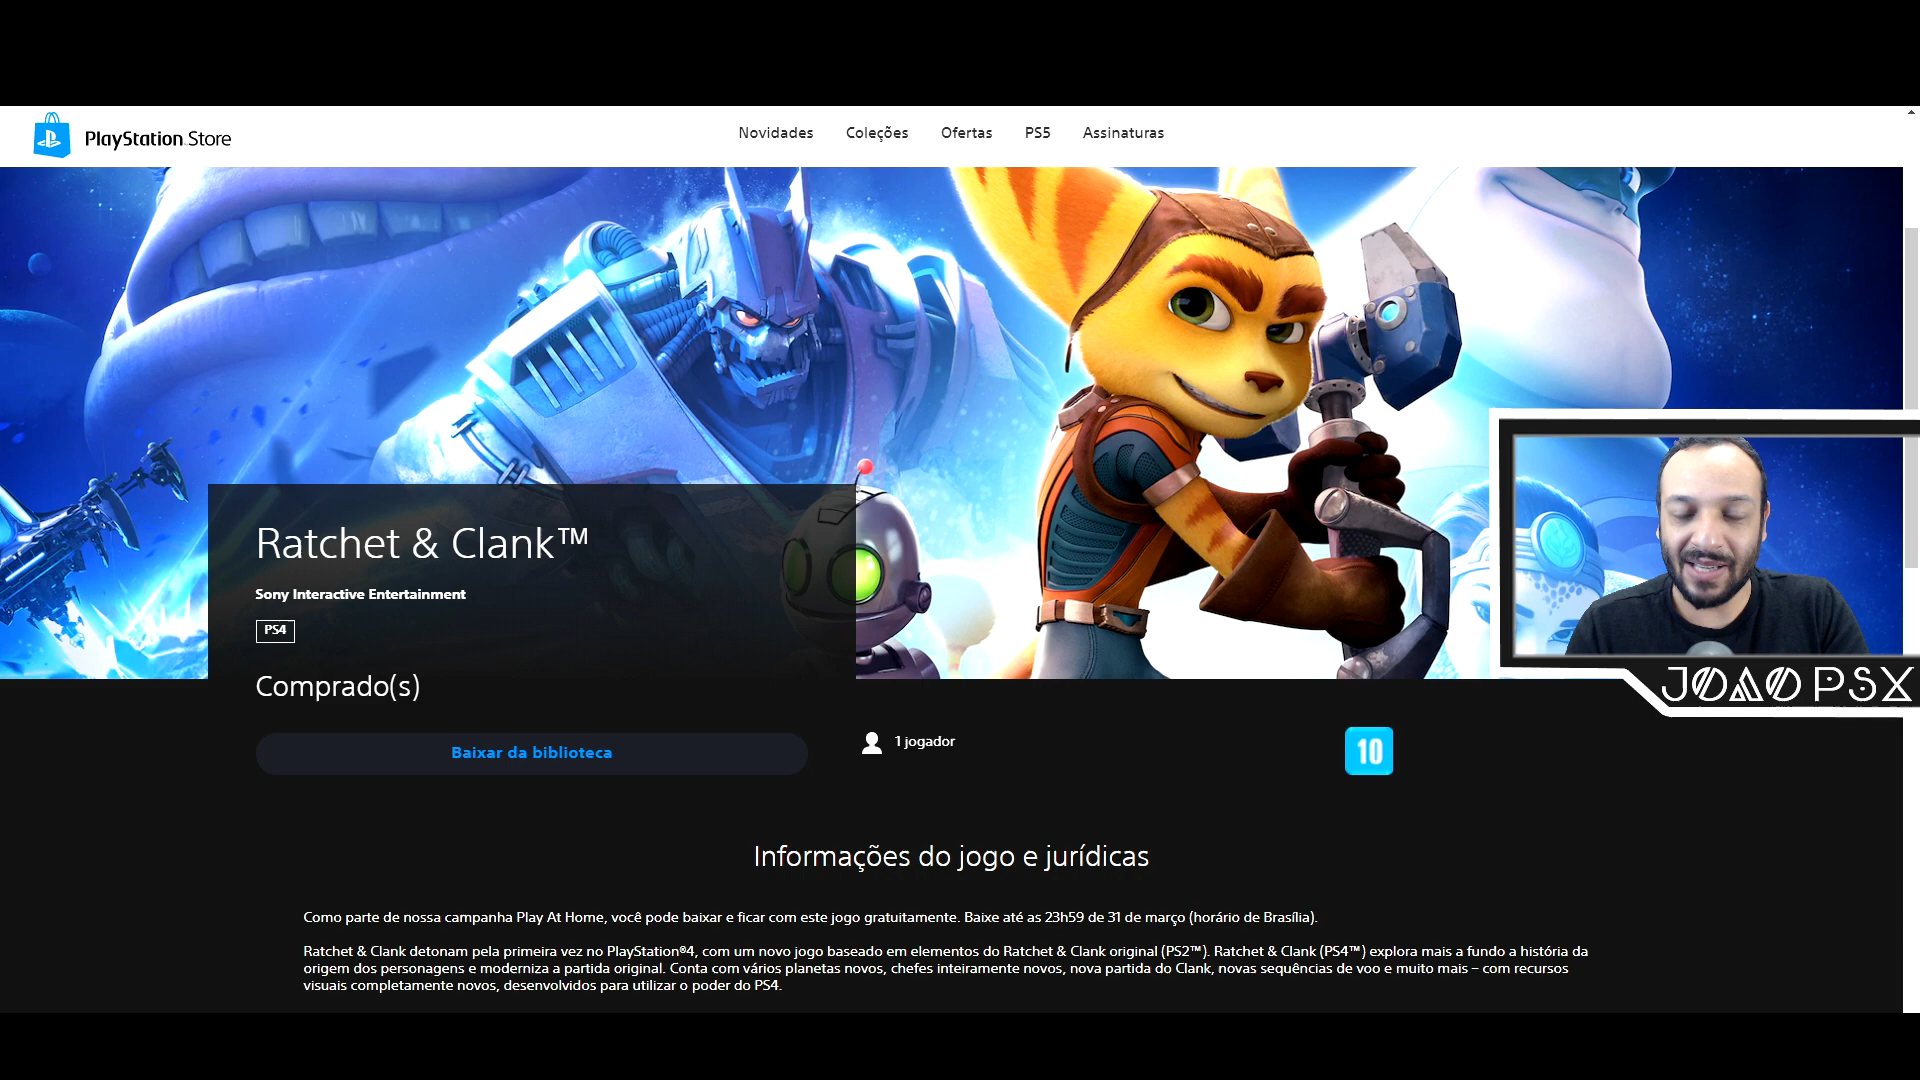 PlayStation Store
Novidades
Coleções
Ofertas
PS5
Assinaturas
Ratchet & Clank™
Sony Interactive Entertainment
PS4
Comprado(s)
Baixar da biblioteca
1 jogador
10
JOAO PSX
Informações do jogo e jurídicas
Como parte de nossa campanha Play At Home, você pode baixar e ficar com este jogo gratuitamente. Baixe até as 23h59 de 31 de março (horário de Brasília).
Ratchet & Clank detonam pela primeira vez no PlayStation®4, com um novo jogo baseado em elementos do Ratchet & Clank original (PS2™). Ratchet & Clank (PS4™) explora mais a fundo a história da
origem dos personagens e moderniza a partida original. Conta com vários planetas novos, chefes inteiramente novos, nova partida do Clank, novas sequências de voo e muito mais – com recursos
visuais completamente novos, desenvolvidos para utilizar o poder do PS4.